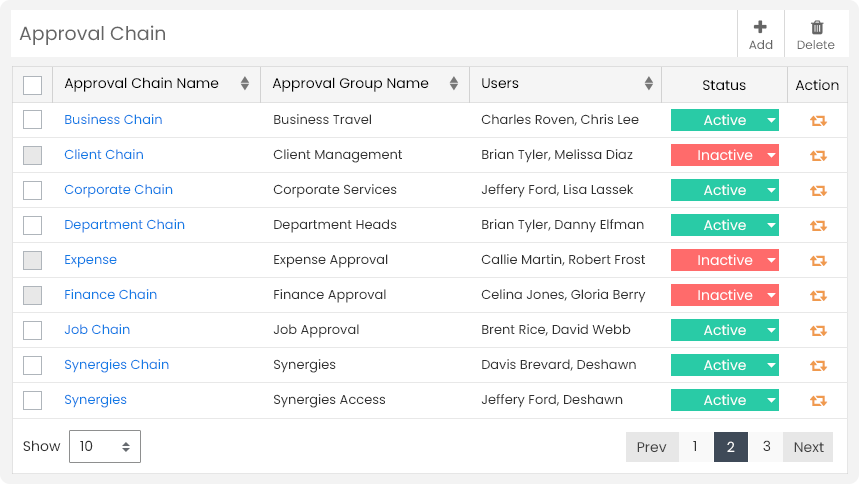 Approval Chain
Add Delete
Approval Chain Name Approval Group Name Users Status Action
Business Chain Business Travel Charles Roven, Chris Lee Active
Client Chain Client Management Brian Tyler, Melissa Diaz Inactive
Corporate Chain Corporate Services Jeffery Ford, Lisa Lassek Active
Department Chain Department Heads Brian Tyler, Danny Elfman Active
Expense Expense Approval Callie Martin, Robert Frost Inactive
Finance Chain Finance Approval Celina Jones, Gloria Berry Inactive
Job Chain Job Approval Brent Rice, David Webb Active
Synergies Chain Synergies Davis Brevard, Deshawn Active
Synergies Synergies Access Jeffery Ford, Deshawn Active
Show 10 Prev 1 2 3 Next